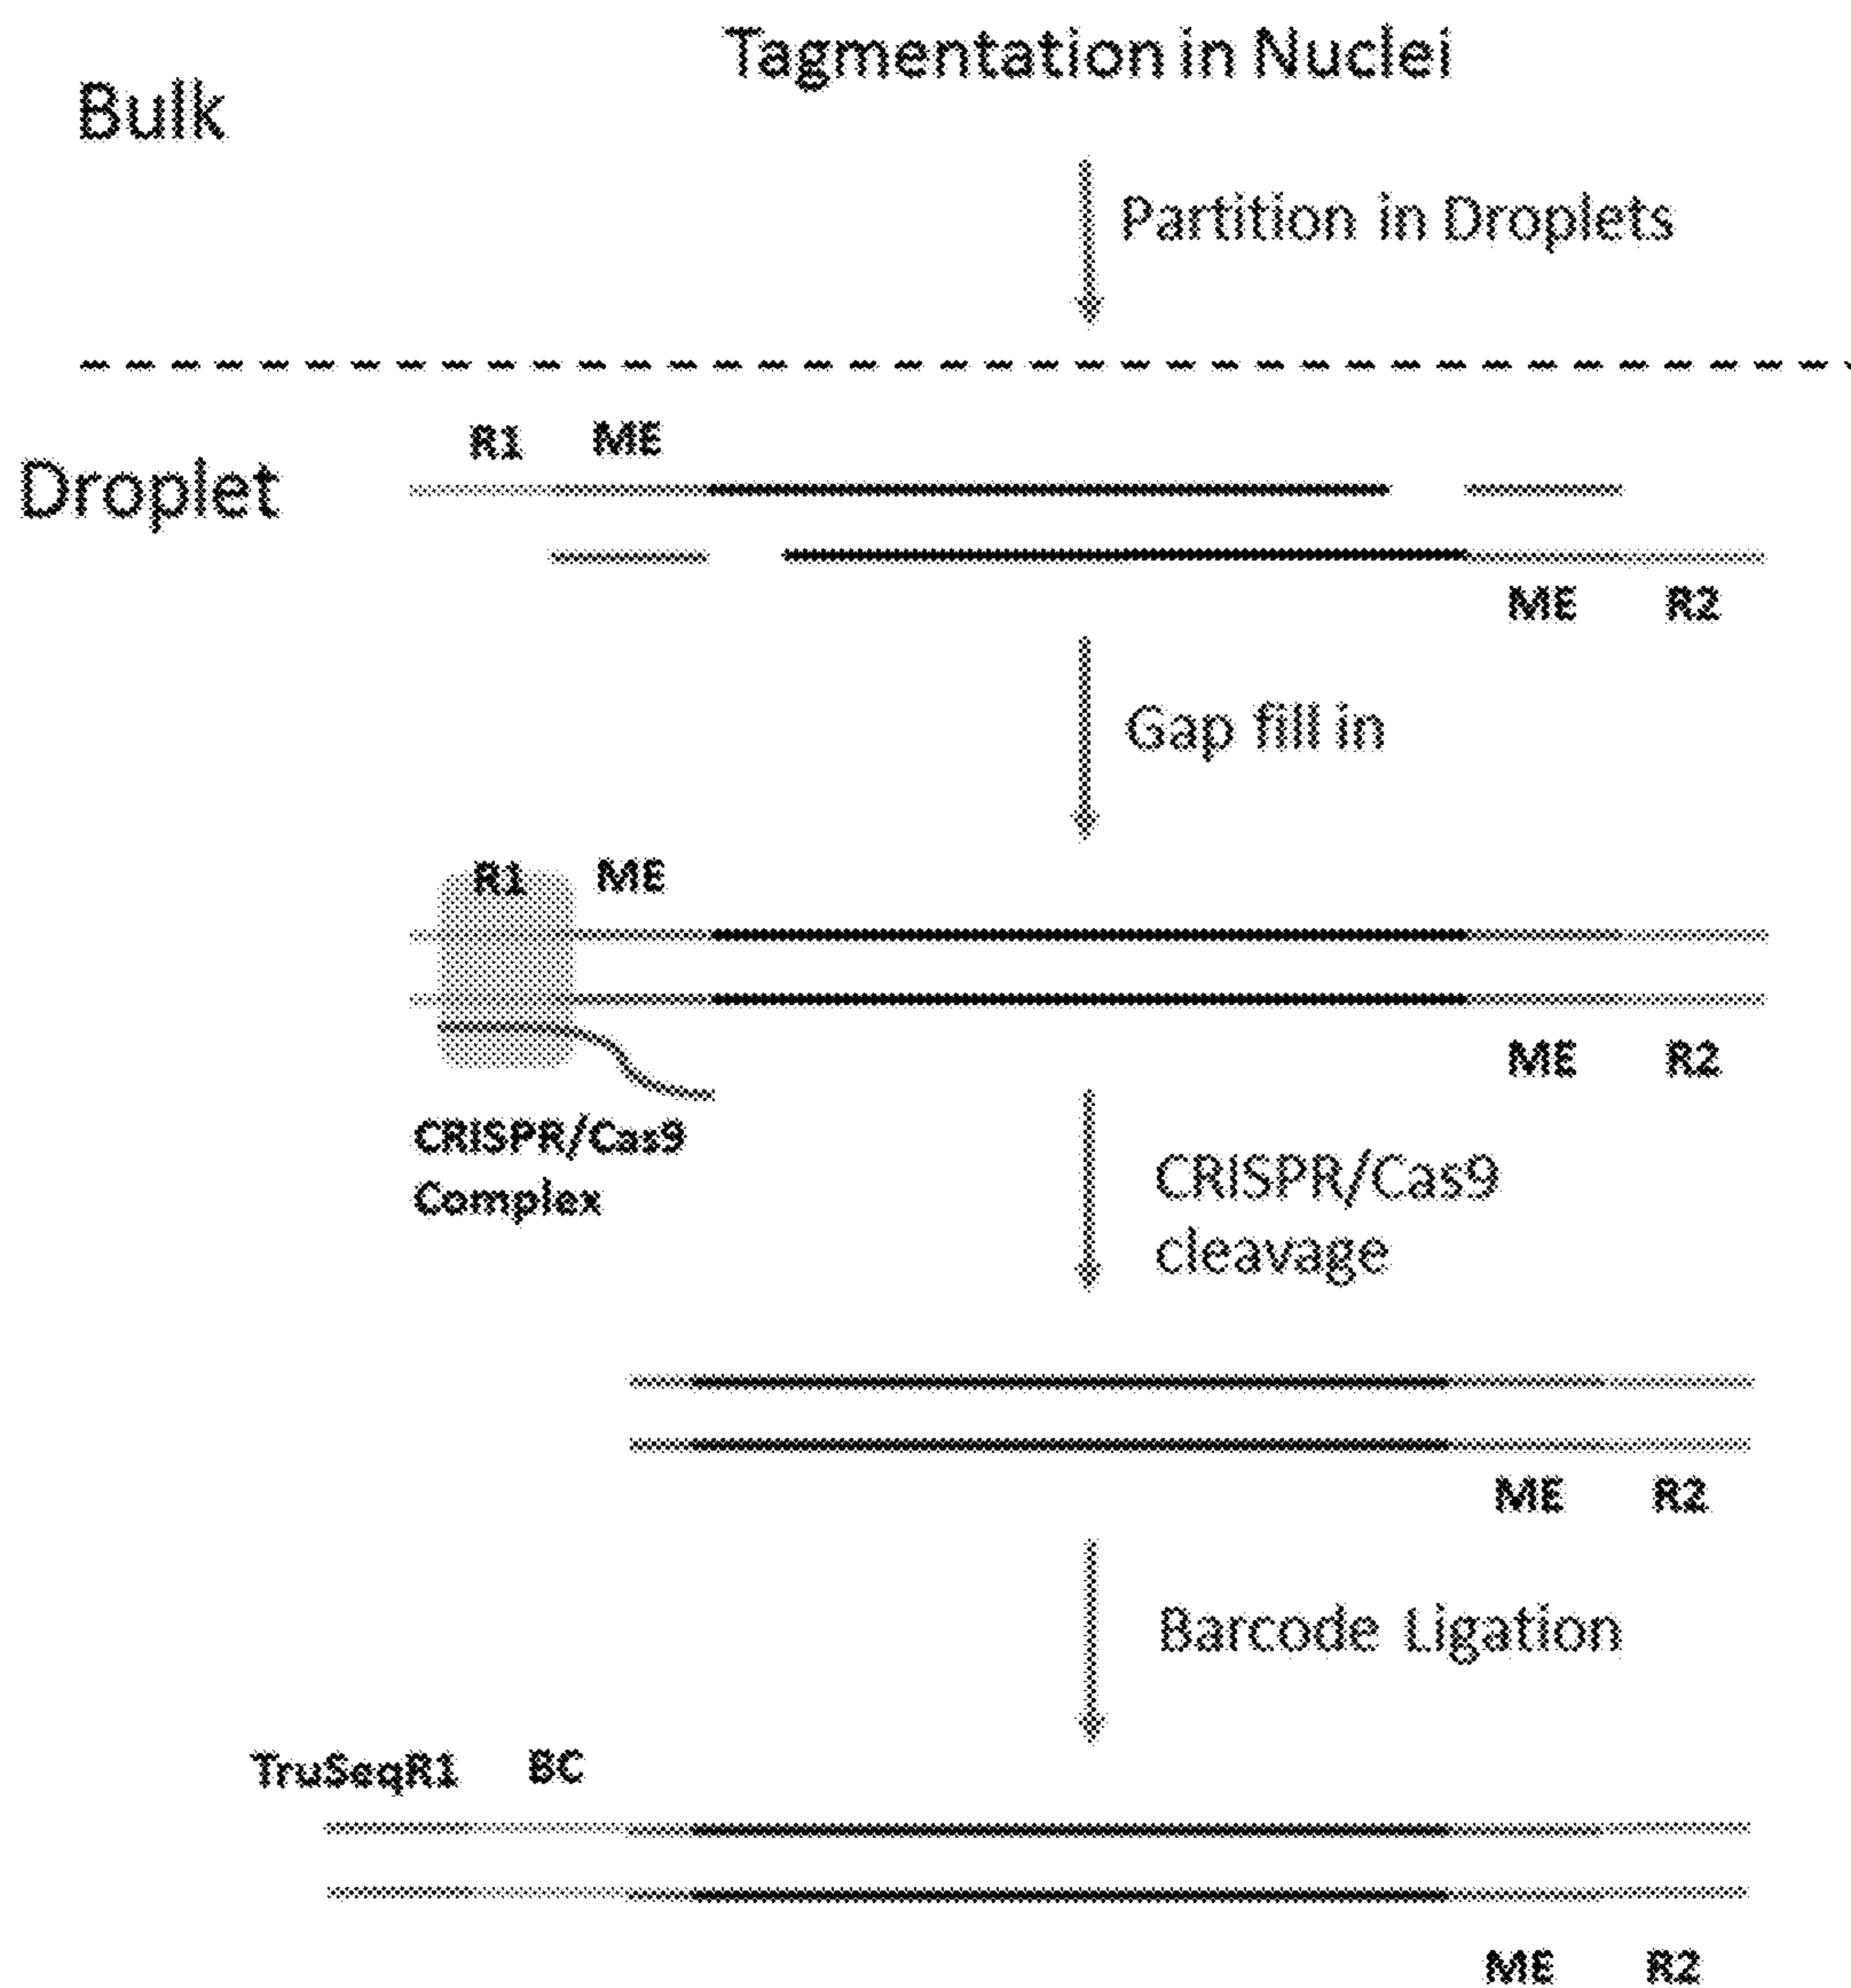 Tagmentation in Nuclei
Bulk
Partition in Droplets
R1 ME
Droplet
ME R2
Gap fill in
R1 ME
ME R2
CRISPR/Cas9
Complex
CRISPR/Cas9
cleavage
ME R2
Barcode Ligation
TruSeqR1 BC
ME R2